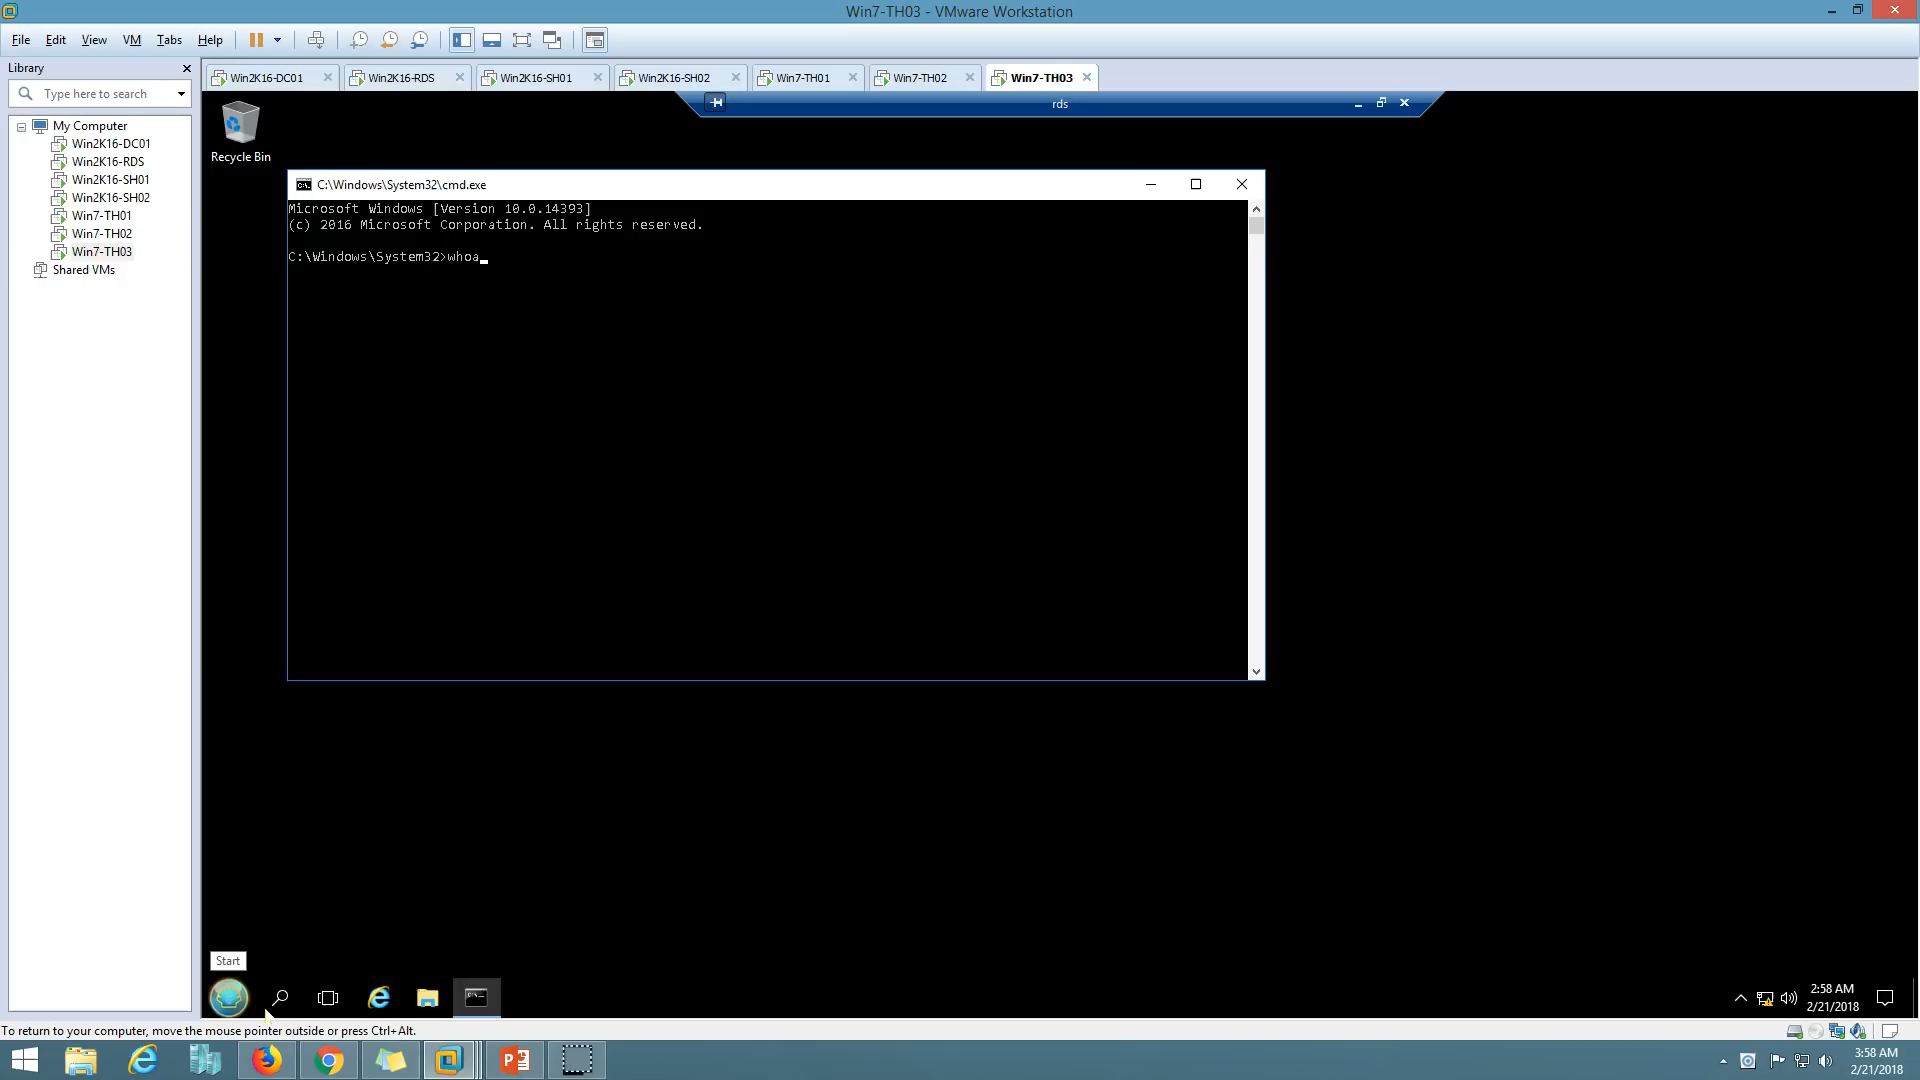 Win7-TH03 - VMware Workstation
File Edit View VM Tabs Help
Library
Type here to search
My Computer
Win2K16-DC01
Win2K16-RDS
Win2K16-SH01
Win2K16-SH02
Win7-TH01
Win7-TH02
Win7-TH03
Shared VMs
Win2K16-DC01 Win2K16-RDS Win2K16-SH01 Win2K16-SH02 Win7-TH01 Win7-TH02 Win7-TH03
rds
Recycle Bin
C:\Windows\System32\cmd.exe
Microsoft Windows [Version 10.0.14393]
(c) 2016 Microsoft Corporation. All rights reserved.
C:\Windows\System32>whoa
Start
2:58 AM
2/21/2018
To return to your computer, move the mouse pointer outside or press Ctrl+Alt.
3:58 AM
2/21/2018